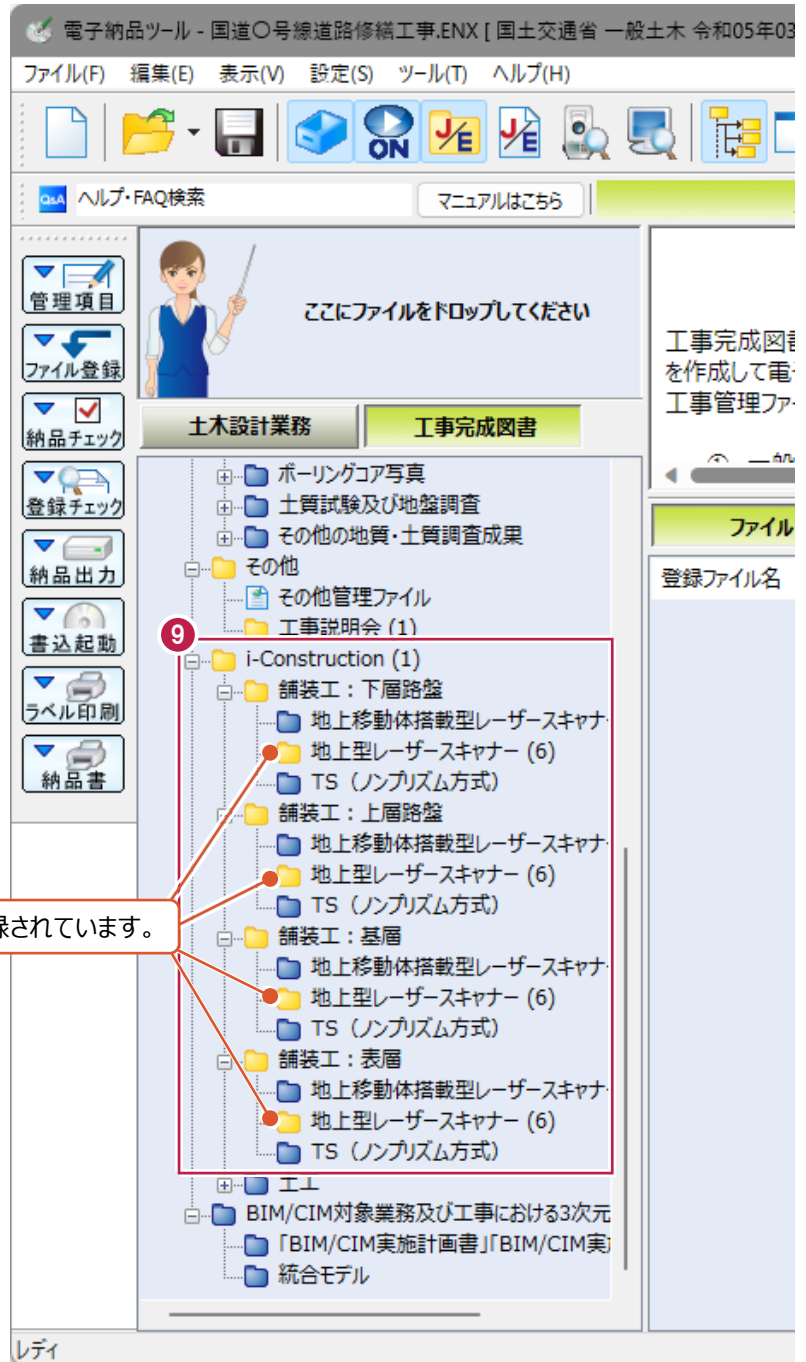 電子納品ツール - 国道〇号線道路修繕工事.ENX [ 国土交通省 一般土木 令和05年03
ファイル(F) 編集(E) 表示(V) 設定(S) ツール(T) ヘルプ(H)
ON J/E J/E
Q&A ヘルプ・FAQ検索 マニュアルはこちら
管理項目
ファイル登録
納品チェック
登録チェック
納品出力
書込起動
ラベル印刷
納品書
ここにファイルをドロップしてください
土木設計業務 工事完成図書
ボーリングコア写真
土質試験及び地盤調査
その他の地質・土質調査成果
その他
その他管理ファイル
工事説明会 (1)
9
i-Construction (1)
舗装工：下層路盤
地上移動体搭載型レーザースキャナ
地上型レーザースキャナー (6)
TS（ノンプリズム方式）
舗装工：上層路盤
地上移動体搭載型レーザースキャナ
地上型レーザースキャナー (6)
TS（ノンプリズム方式）
録されています。
舗装工：基層
地上移動体搭載型レーザースキャナ
地上型レーザースキャナー (6)
TS（ノンプリズム方式）
舗装工：表層
地上移動体搭載型レーザースキャナ
地上型レーザースキャナー (6)
TS（ノンプリズム方式）
土工
BIM/CIM対象業務及び工事における3次元
「BIM/CIM実施計画書」「BIM/CIM実
統合モデル
工事完成図
を作成して電
工事管理ファ
① 一般
ファイル
登録ファイル名
レディ